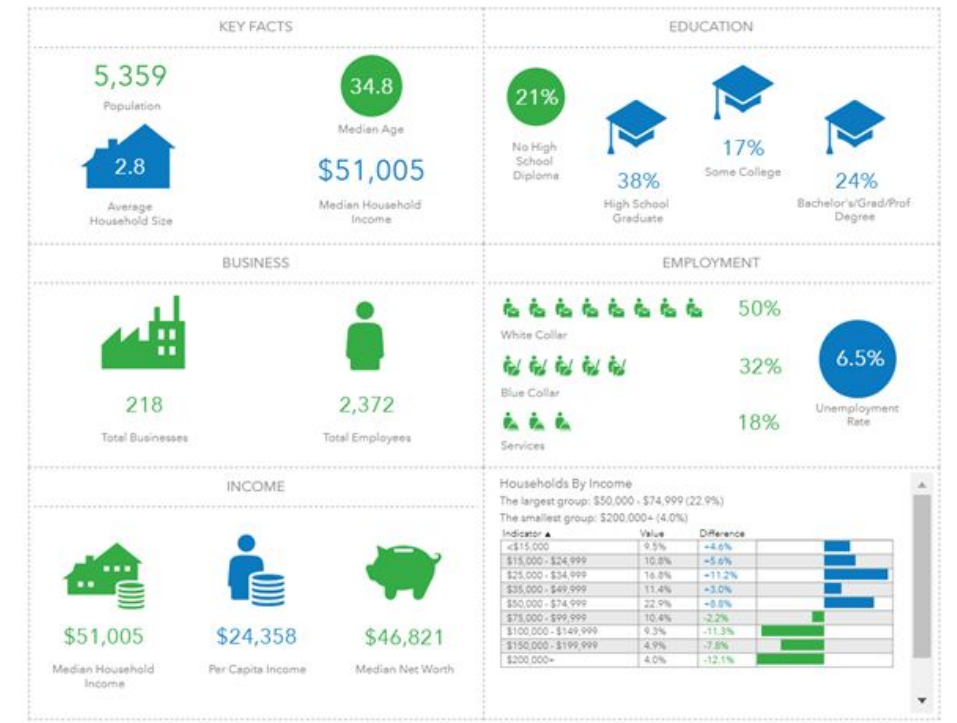 KEY FACTS
5,359
Population
34.8
Median Age
2.8
Average
Household Size
$51,005
Median Household
Income
EDUCATION
21%
No High
School
Diploma
38%
High School
Graduate
17%
Some College
24%
Bachelor's/Grad/Prof
Degree
BUSINESS
218
Total Businesses
2,372
Total Employees
EMPLOYMENT
50%
White Collar
32%
Blue Collar
18%
Services
6.5%
Unemployment
Rate
INCOME
$51,005
Median Household
Income
$24,358
Per Capita Income
$46,821
Median Net Worth
Households By Income
The largest group: $50,000 - $74,999 (22.9%)
The smallest group: $200,000+ (4.0%)
Indicator ▲ Value Difference
<$15,000 9.5% +4.6%
$15,000 - $24,999 10.8% +5.6%
$25,000 - $34,999 16.8% +11.2%
$35,000 - $49,999 11.4% +3.0%
$50,000 - $74,999 22.9% +8.8%
$75,000 - $99,999 10.4% -2.2%
$100,000 - $149,999 9.3% -11.3%
$150,000 - $199,999 4.9% -7.8%
$200,000+ 4.0% -12.1%